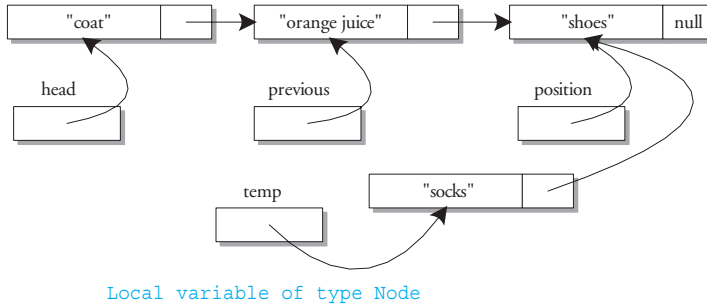 "coat" "orange juice" "shoes" null
head previous position
temp "socks"
Local variable of type Node